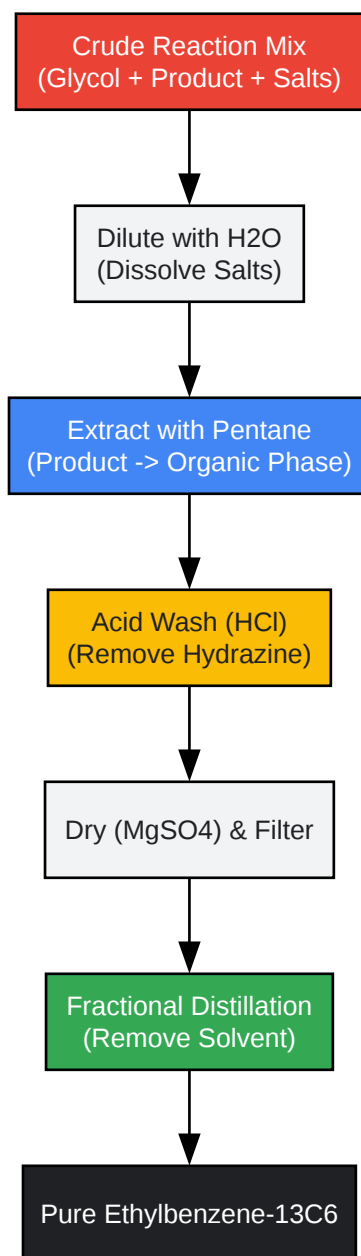 Crude Reaction Mix
(Glycol + Product + Salts)
Dilute with H2O
(Dissolve Salts)
Extract with Pentane
(Product -> Organic Phase)
Acid Wash (HCl)
(Remove Hydrazine)
Dry (MgSO4) & Filter
Fractional Distillation
(Remove Solvent)
Pure Ethylbenzene-13C6